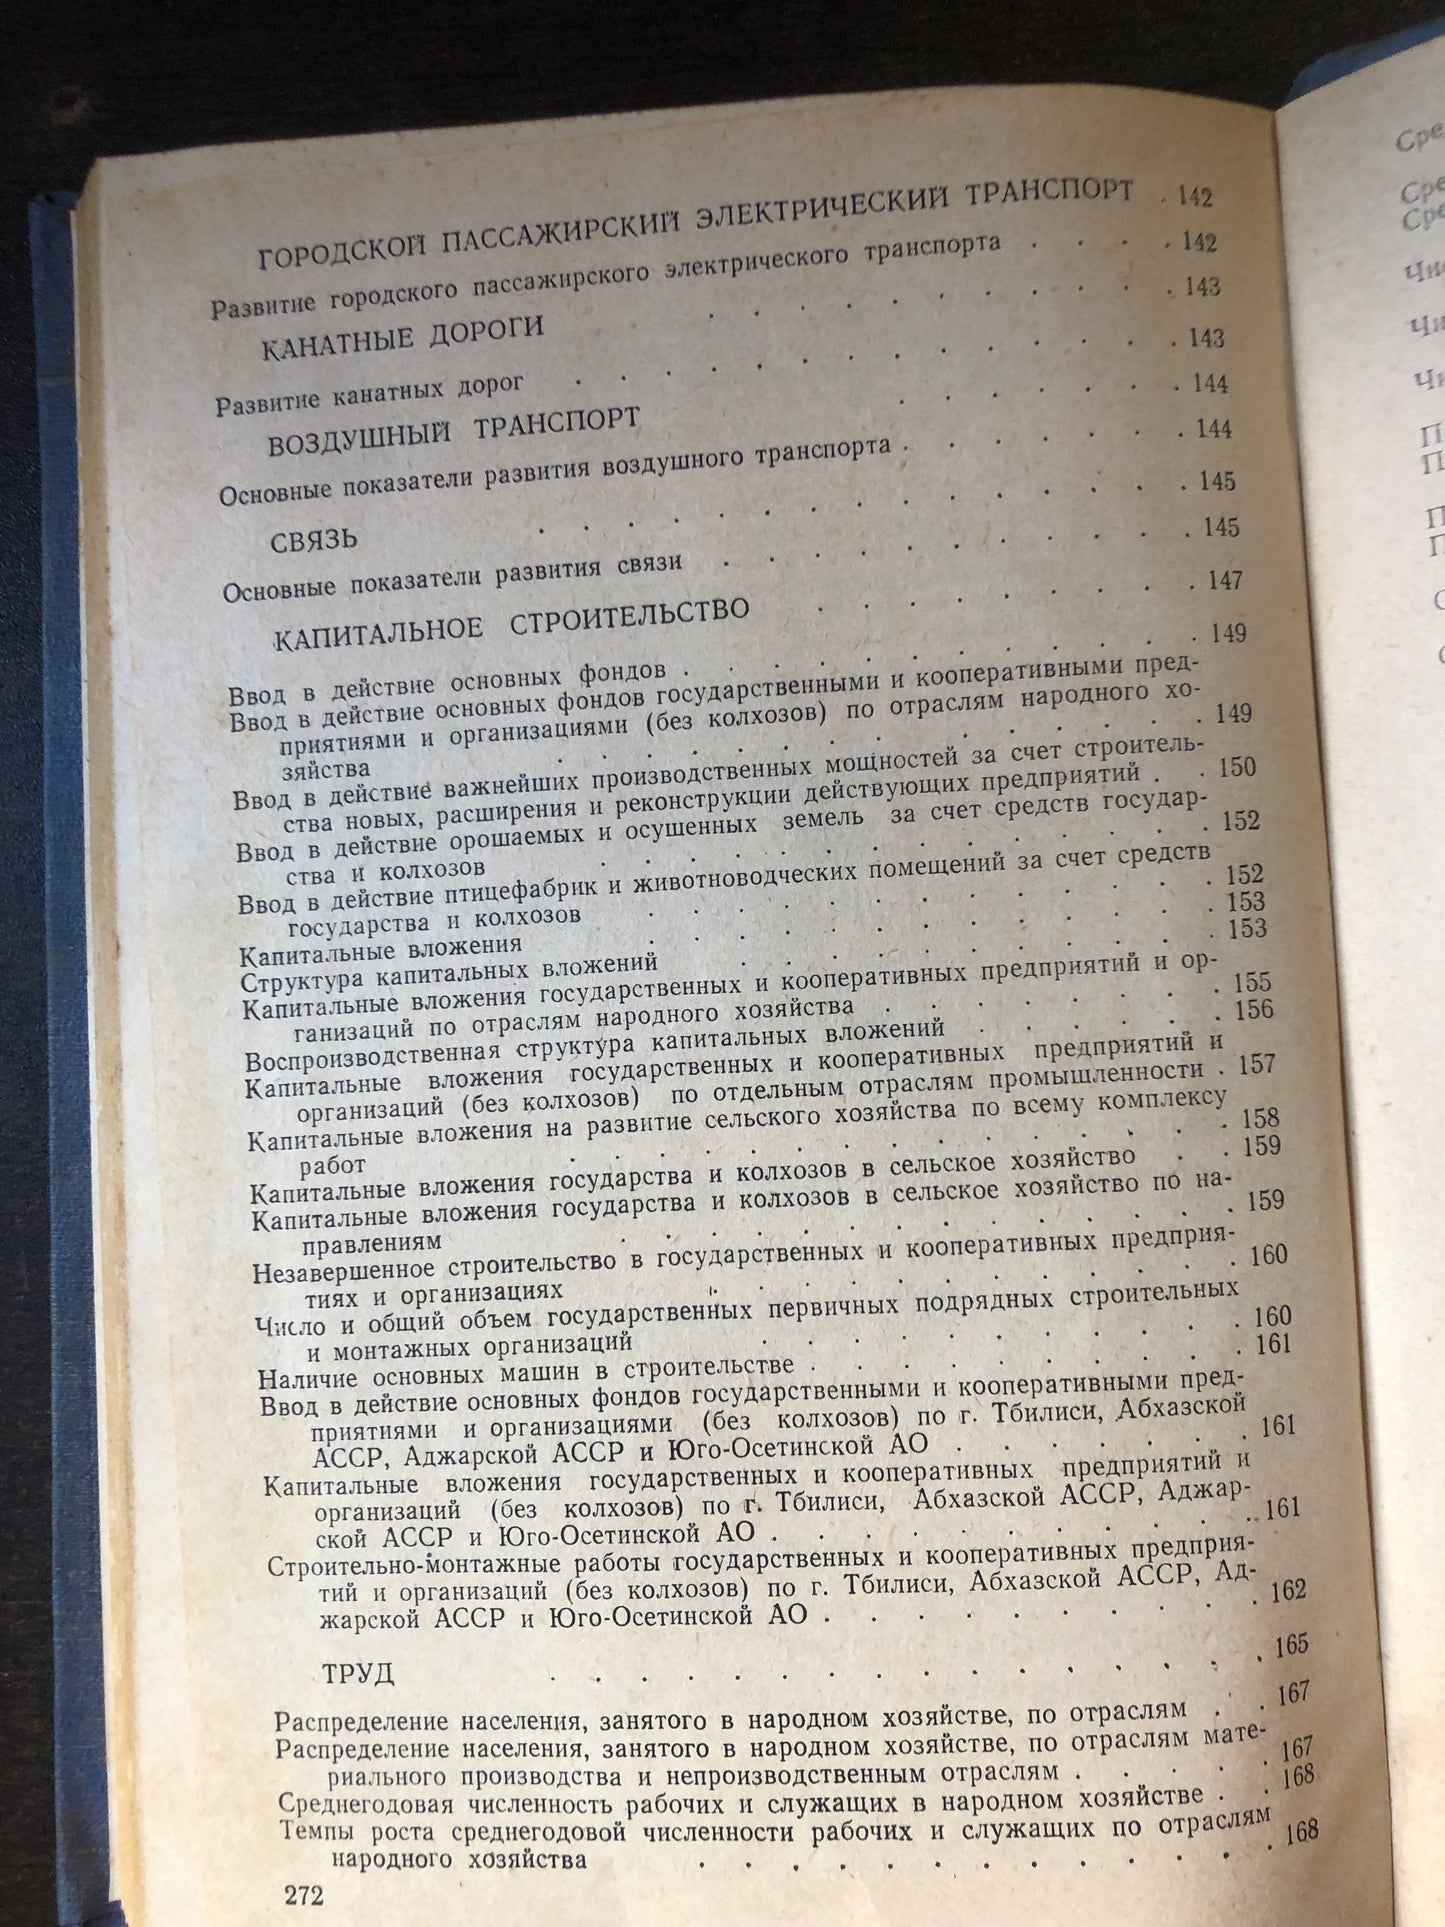 ГОРОДСКОЙ ПАССАЖИРСКИЙ ЭЛЕКТРИЧЕСКИЙ ТРАНСПОРТ . 142
Развитие городского пассажирского электрического транспорта . . . . 142
КАНАТНЫЕ ДОРОГИ . . . . . . . . . . . 143
Развитие канатных дорог . . . . . . . . . . . . . . 143
ВОЗДУШНЫЙ ТРАНСПОРТ . . . . . . . 144
Основные показатели развития воздушного транспорта . . . . . . . 144
СВЯЗЬ . . . . . . . . . . . . . . . 145
Основные показатели развития связи . . . . . . . . . . . 145
КАПИТАЛЬНОЕ СТРОИТЕЛЬСТВО . . . . . . . . . 147
Ввод в действие основных фондов . . . . . . . . . . . . 149
Ввод в действие основных фондов государственными и кооперативными пред-
приятиями и организациями (без колхозов) по отраслям народного хо-
зяйства . . . . . . . . . . . . . . . 149
Ввод в действие важнейших производственных мощностей за счет строитель-
ства новых, расширения и реконструкции действующих предприятий . . 150
Ввод в действие орошаемых и осушенных земель за счет средств государ-
ства и колхозов . . . . . . . . . . . . . . 152
Ввод в действие птицефабрик и животноводческих помещений за счет средств
государства и колхозов . . . . . . . . . . . . . 152
Капитальные вложения . . . . . . . . . . . . . 153
Структура капитальных вложений . . . . . . . . . . . 153
Капитальные вложения государственных и кооперативных предприятий и ор-
ганизаций по отраслям народного хозяйства . . . . . . . . 155
Воспроизводственная структура капитальных вложений . . . . . . 156
Капитальные вложения государственных и кооперативных предприятий и
организаций (без колхозов) по отдельным отраслям промышленности . 157
Капитальные вложения на развитие сельского хозяйства по всему комплексу
работ . . . . . . . . . . . . . . . 158
Капитальные вложения государства и колхозов в сельское хозяйство . . 159
Капитальные вложения государства и колхозов в сельское хозяйство по на-
правлениям . . . . . . . . . . . . . . 159
Незавершенное строительство в государственных и кооперативных предприя-
тиях и организациях . . . . . . . . . . . . 160
Число и общий объем государственных первичных подрядных строительных
и монтажных организаций . . . . . . . . . . . 160
Наличие основных машин в строительстве . . . . . . . . . . 161
Ввод в действие основных фондов государственными и кооперативными пред-
приятиями и организациями (без колхозов) по г. Тбилиси, Абхазской
АССР, Аджарской АССР и Юго-Осетинской АО . . . . . . . 161
Капитальные вложения государственных и кооперативных предприятий и
организаций (без колхозов) по г. Тбилиси, Абхазской АССР, Аджар-
ской АССР и Юго-Осетинской АО . . . . . . . . . . . 161
Строительно-монтажные работы государственных и кооперативных предприя-
тий и организаций (без колхозов) по г. Тбилиси, Абхазской АССР, Ад-
жарской АССР и Юго-Осетинской АО . . . . . . . . . . 162
ТРУД . . . . . . . . . . . . . . . . 165
Распределение населения, занятого в народном хозяйстве, по отраслям . . 167
Распределение населения, занятого в народном хозяйстве, по отраслям мате-
риального производства и непроизводственным отраслям . . . . . 167
Среднегодовая численность рабочих и служащих в народном хозяйстве . . 168
Темпы роста среднегодовой численности рабочих и служащих по отраслям
народного хозяйства . . . . . . . . . . . . . 168
272